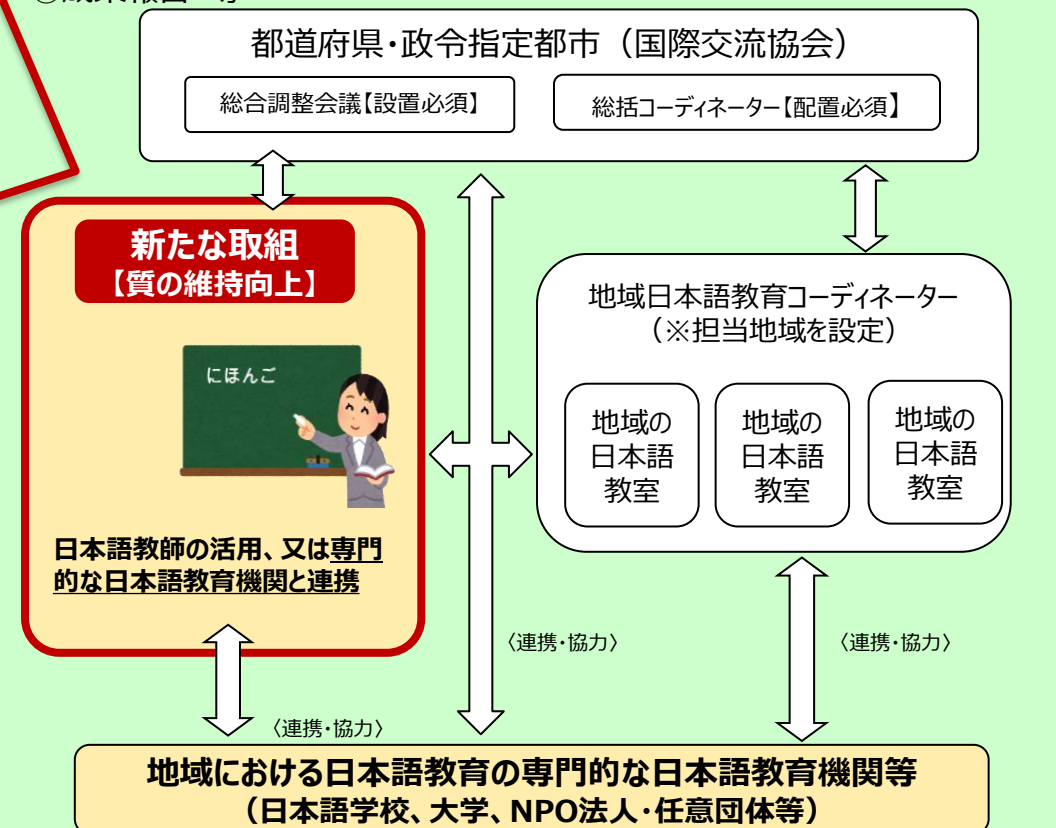 都道府県・政令指定都市（国際交流協会）
総合調整会議【設置必須】
総括コーディネーター【配置必須】
新たな取組
【質の維持向上】
にほんご
日本語教師の活用、又は専門
的な日本語教育機関と連携
地域日本語教育コーディネーター
（※担当地域を設定）
地域の
日本語
教室
地域の
日本語
教室
地域の
日本語
教室
〈連携・協力〉
〈連携・協力〉
〈連携・協力〉
地域における日本語教育の専門的な日本語教育機関等
（日本語学校、大学、NPO法人・任意団体等）